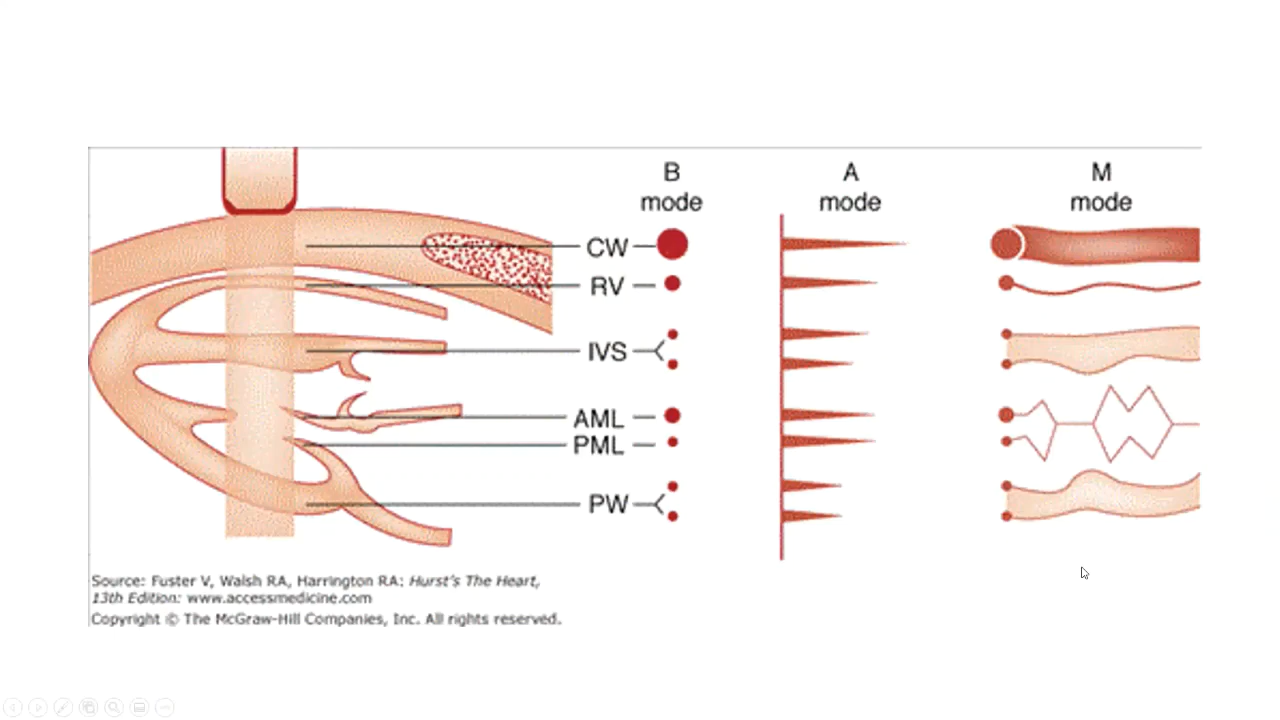 B
mode
A
mode
M
mode
CW
RV
IVS
AML
PML
PW
Source: Fuster V, Walsh RA, Harrington RA: Hurst's The Heart,
13th Edition: www.accessmedicine.com
Copyright © The McGraw-Hill Companies, Inc. All rights reserved.